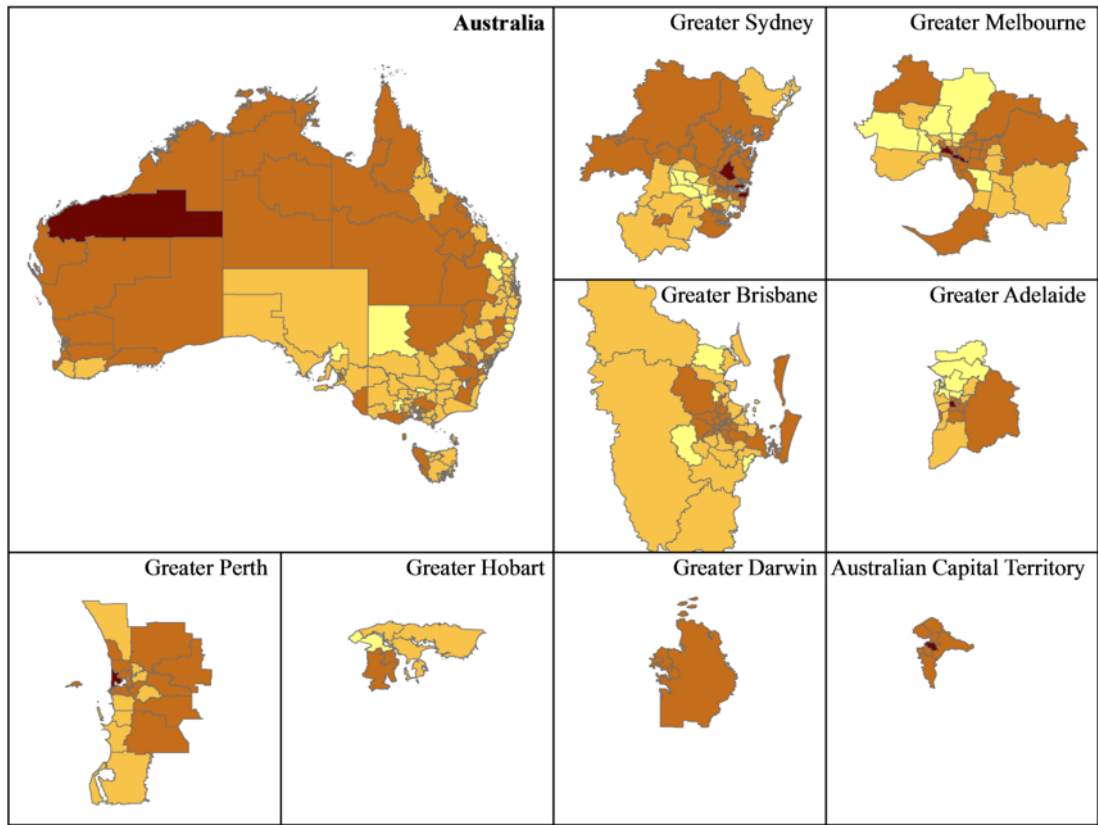 Australia
Greater Sydney
Greater Melbourne
Greater Brisbane
Greater Adelaide
Greater Perth
Greater Hobart
Greater Darwin
Australian Capital Territory